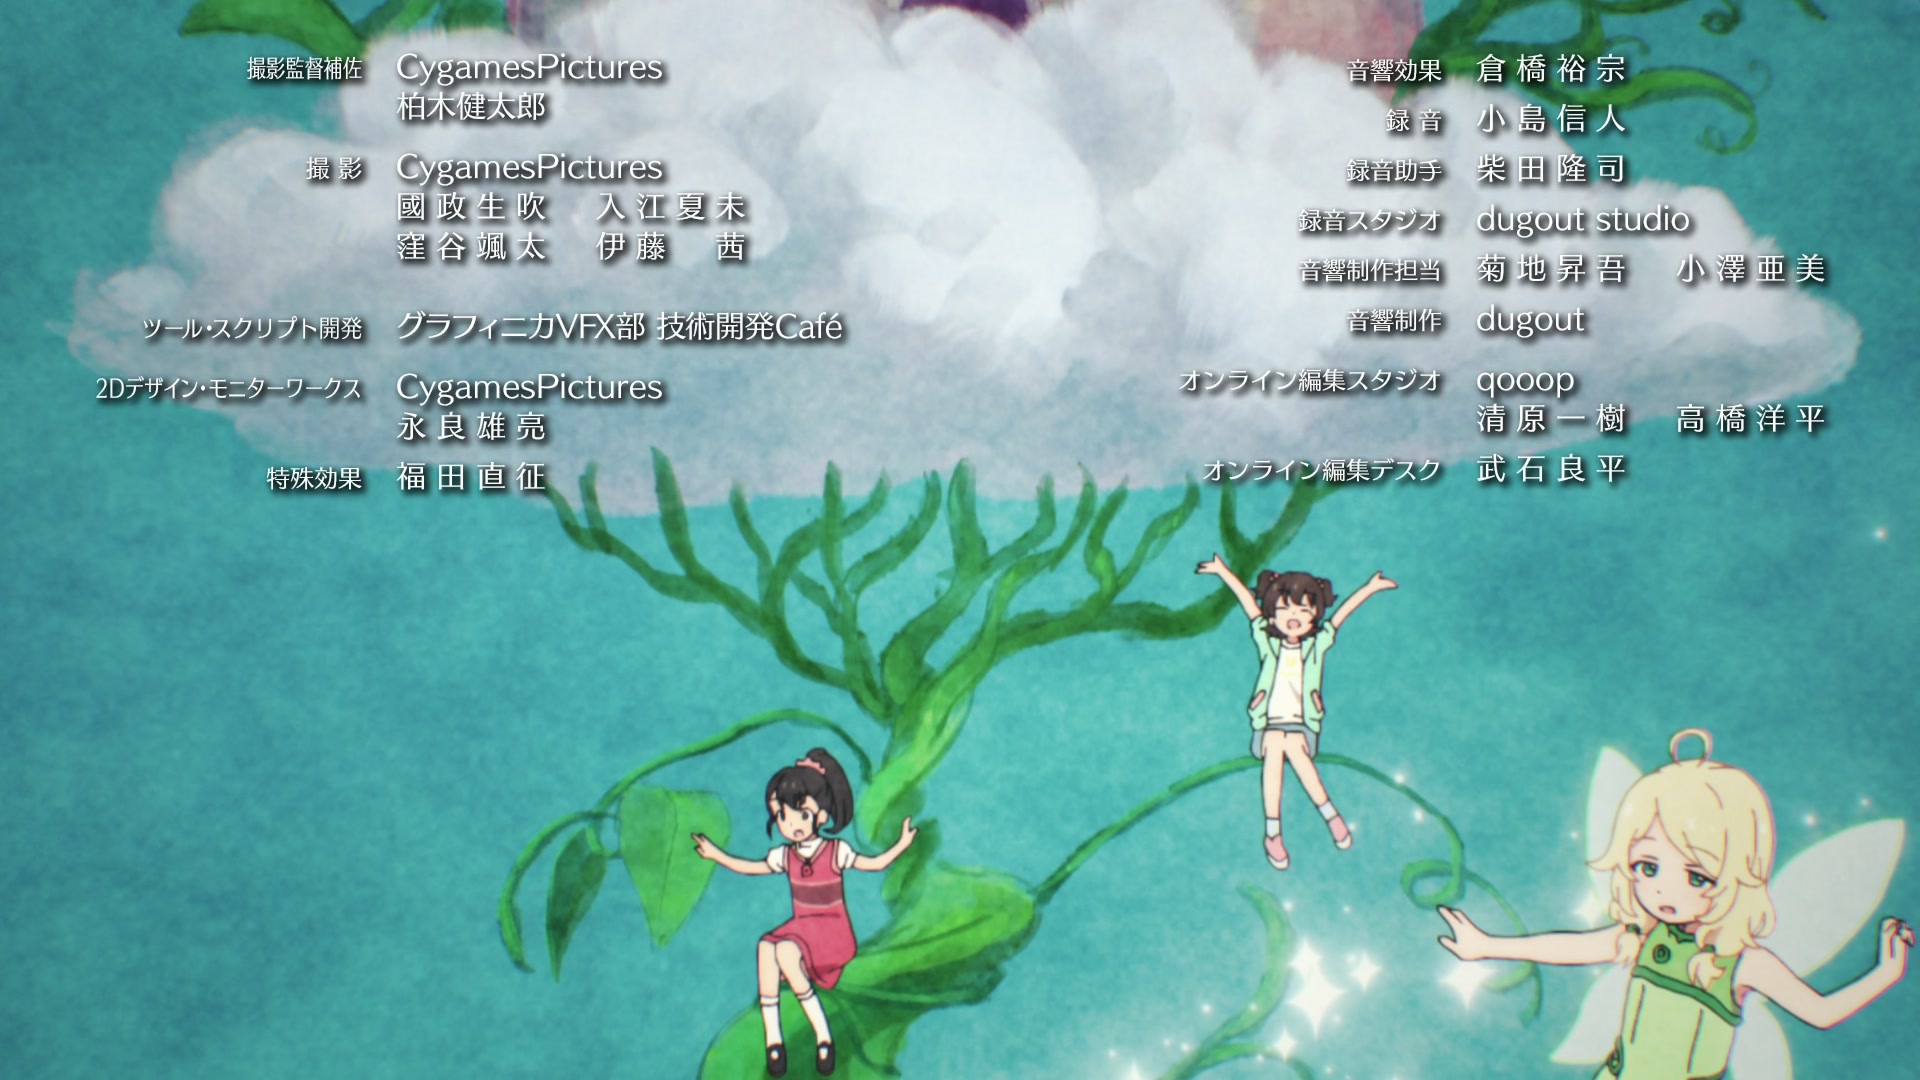 撮影監督補佐 CygamesPictures
柏木健太郎
撮影 CygamesPictures
國政生吹 入江夏未
窪谷颯太 伊藤 茜
ツール・スクリプト開発 グラフィニカVFX部 技術開発Café
2Dデザイン・モニターワークス CygamesPictures
永良雄亮
特殊効果 福田直征
音響効果 倉橋裕宗
録音 小島信人
録音助手 柴田隆司
録音スタジオ dugout studio
音響制作担当 菊地昇吾 小澤亜美
音響制作 dugout
オンライン編集スタジオ qooop
清原一樹 高橋洋平
オンライン編集デスク 武石良平